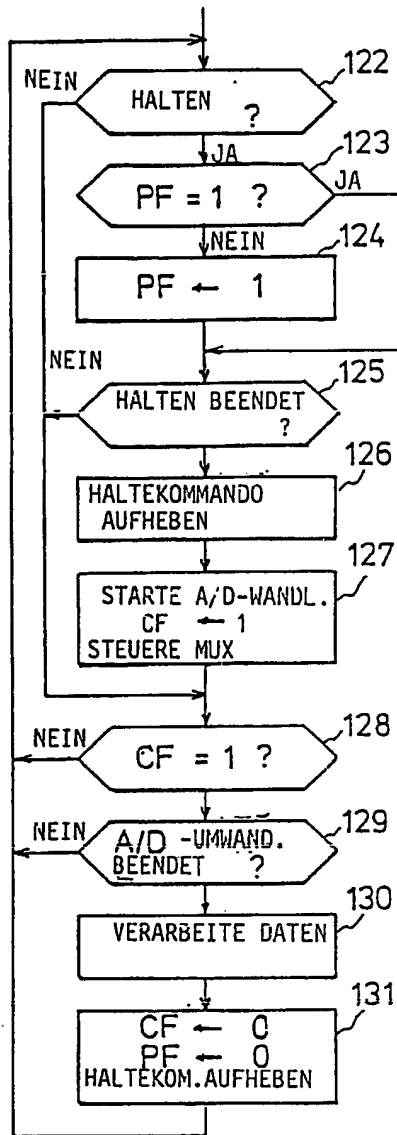 122
NEIN
HALTEN
?
JA
123
PF = 1 ?
JA
NEIN
124
PF ← 1
NEIN
125
HALTEN BEENDET
?
126
HALTEKOMMANDO
AUFHEBEN
127
STARTE A/D-WANDL.
CF ← 1
STEUERE MUX
NEIN
128
CF = 1 ?
NEIN
129
A/D -UMWAND.
BEENDET ?
130
VERARBEITE DATEN
131
CF ← 0
PF ← 0
HALTEKOM.AUFHEBEN